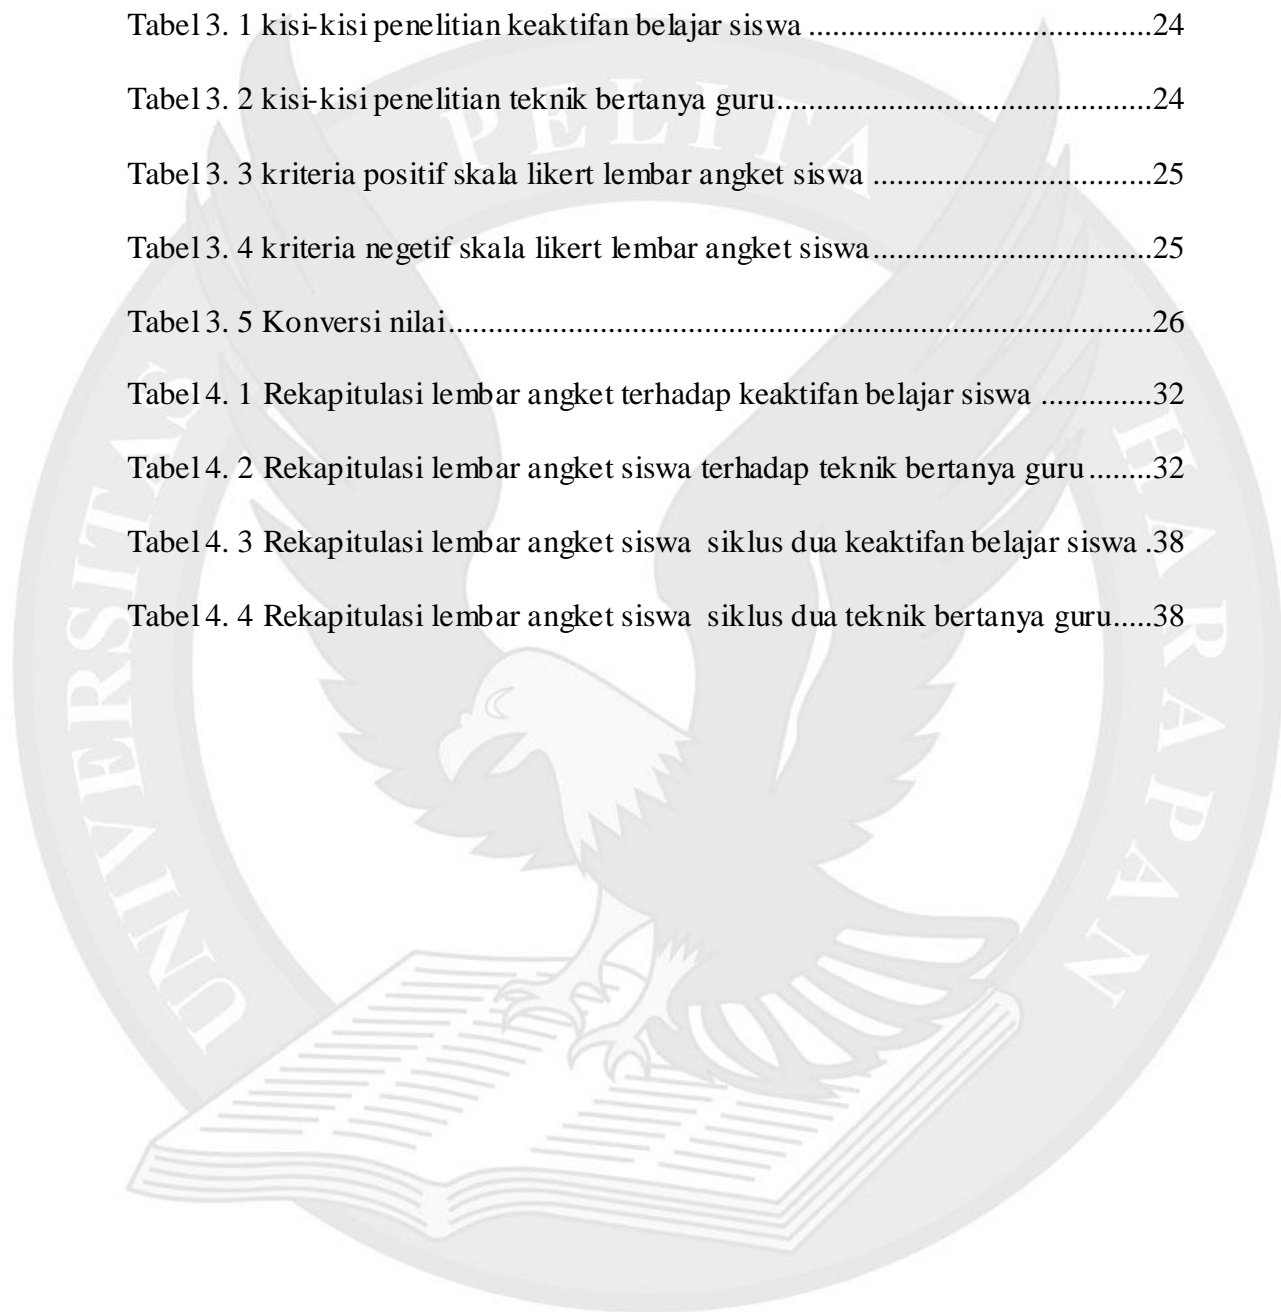 Tabel 3. 1 kisi-kisi penelitian keaktifan belajar siswa .....................................24
Tabel 3. 2 kisi-kisi penelitian teknik bertanya guru.........................................24
Tabel 3. 3 kriteria positif skala likert lembar angket siswa ..............................25
Tabel 3. 4 kriteria negetif skala likert lembar angket siswa..............................25
Tabel 3. 5 Konversi nilai............................................................................26
Tabel 4. 1 Rekapitulasi lembar angket terhadap keaktifan belajar siswa ............32
Tabel 4. 2 Rekapitulasi lembar angket siswa terhadap teknik bertanya guru........32
Tabel 4. 3 Rekapitulasi lembar angket siswa siklus dua keaktifan belajar siswa .38
Tabel 4. 4 Rekapitulasi lembar angket siswa siklus dua teknik bertanya guru.....38
UNIVERSITAS PELITA HARAPAN